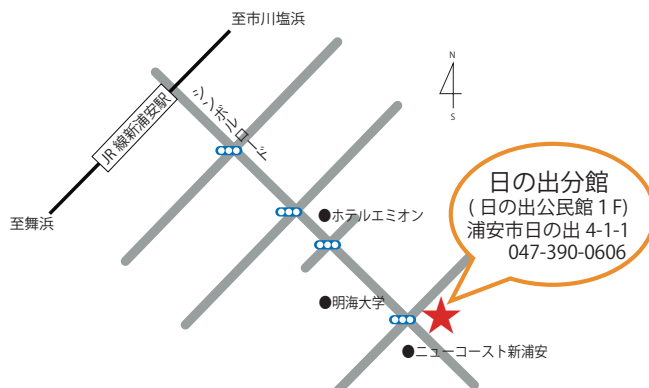 至市川塩浜
JR 線新浦安駅
シンボルロード
至舞浜
N
S
●ホテルエミオン
●明海大学
●ニューコースト新浦安
日の出分館
( 日の出公民館 1 F)
浦安市日の出 4-1-1
047-390-0606